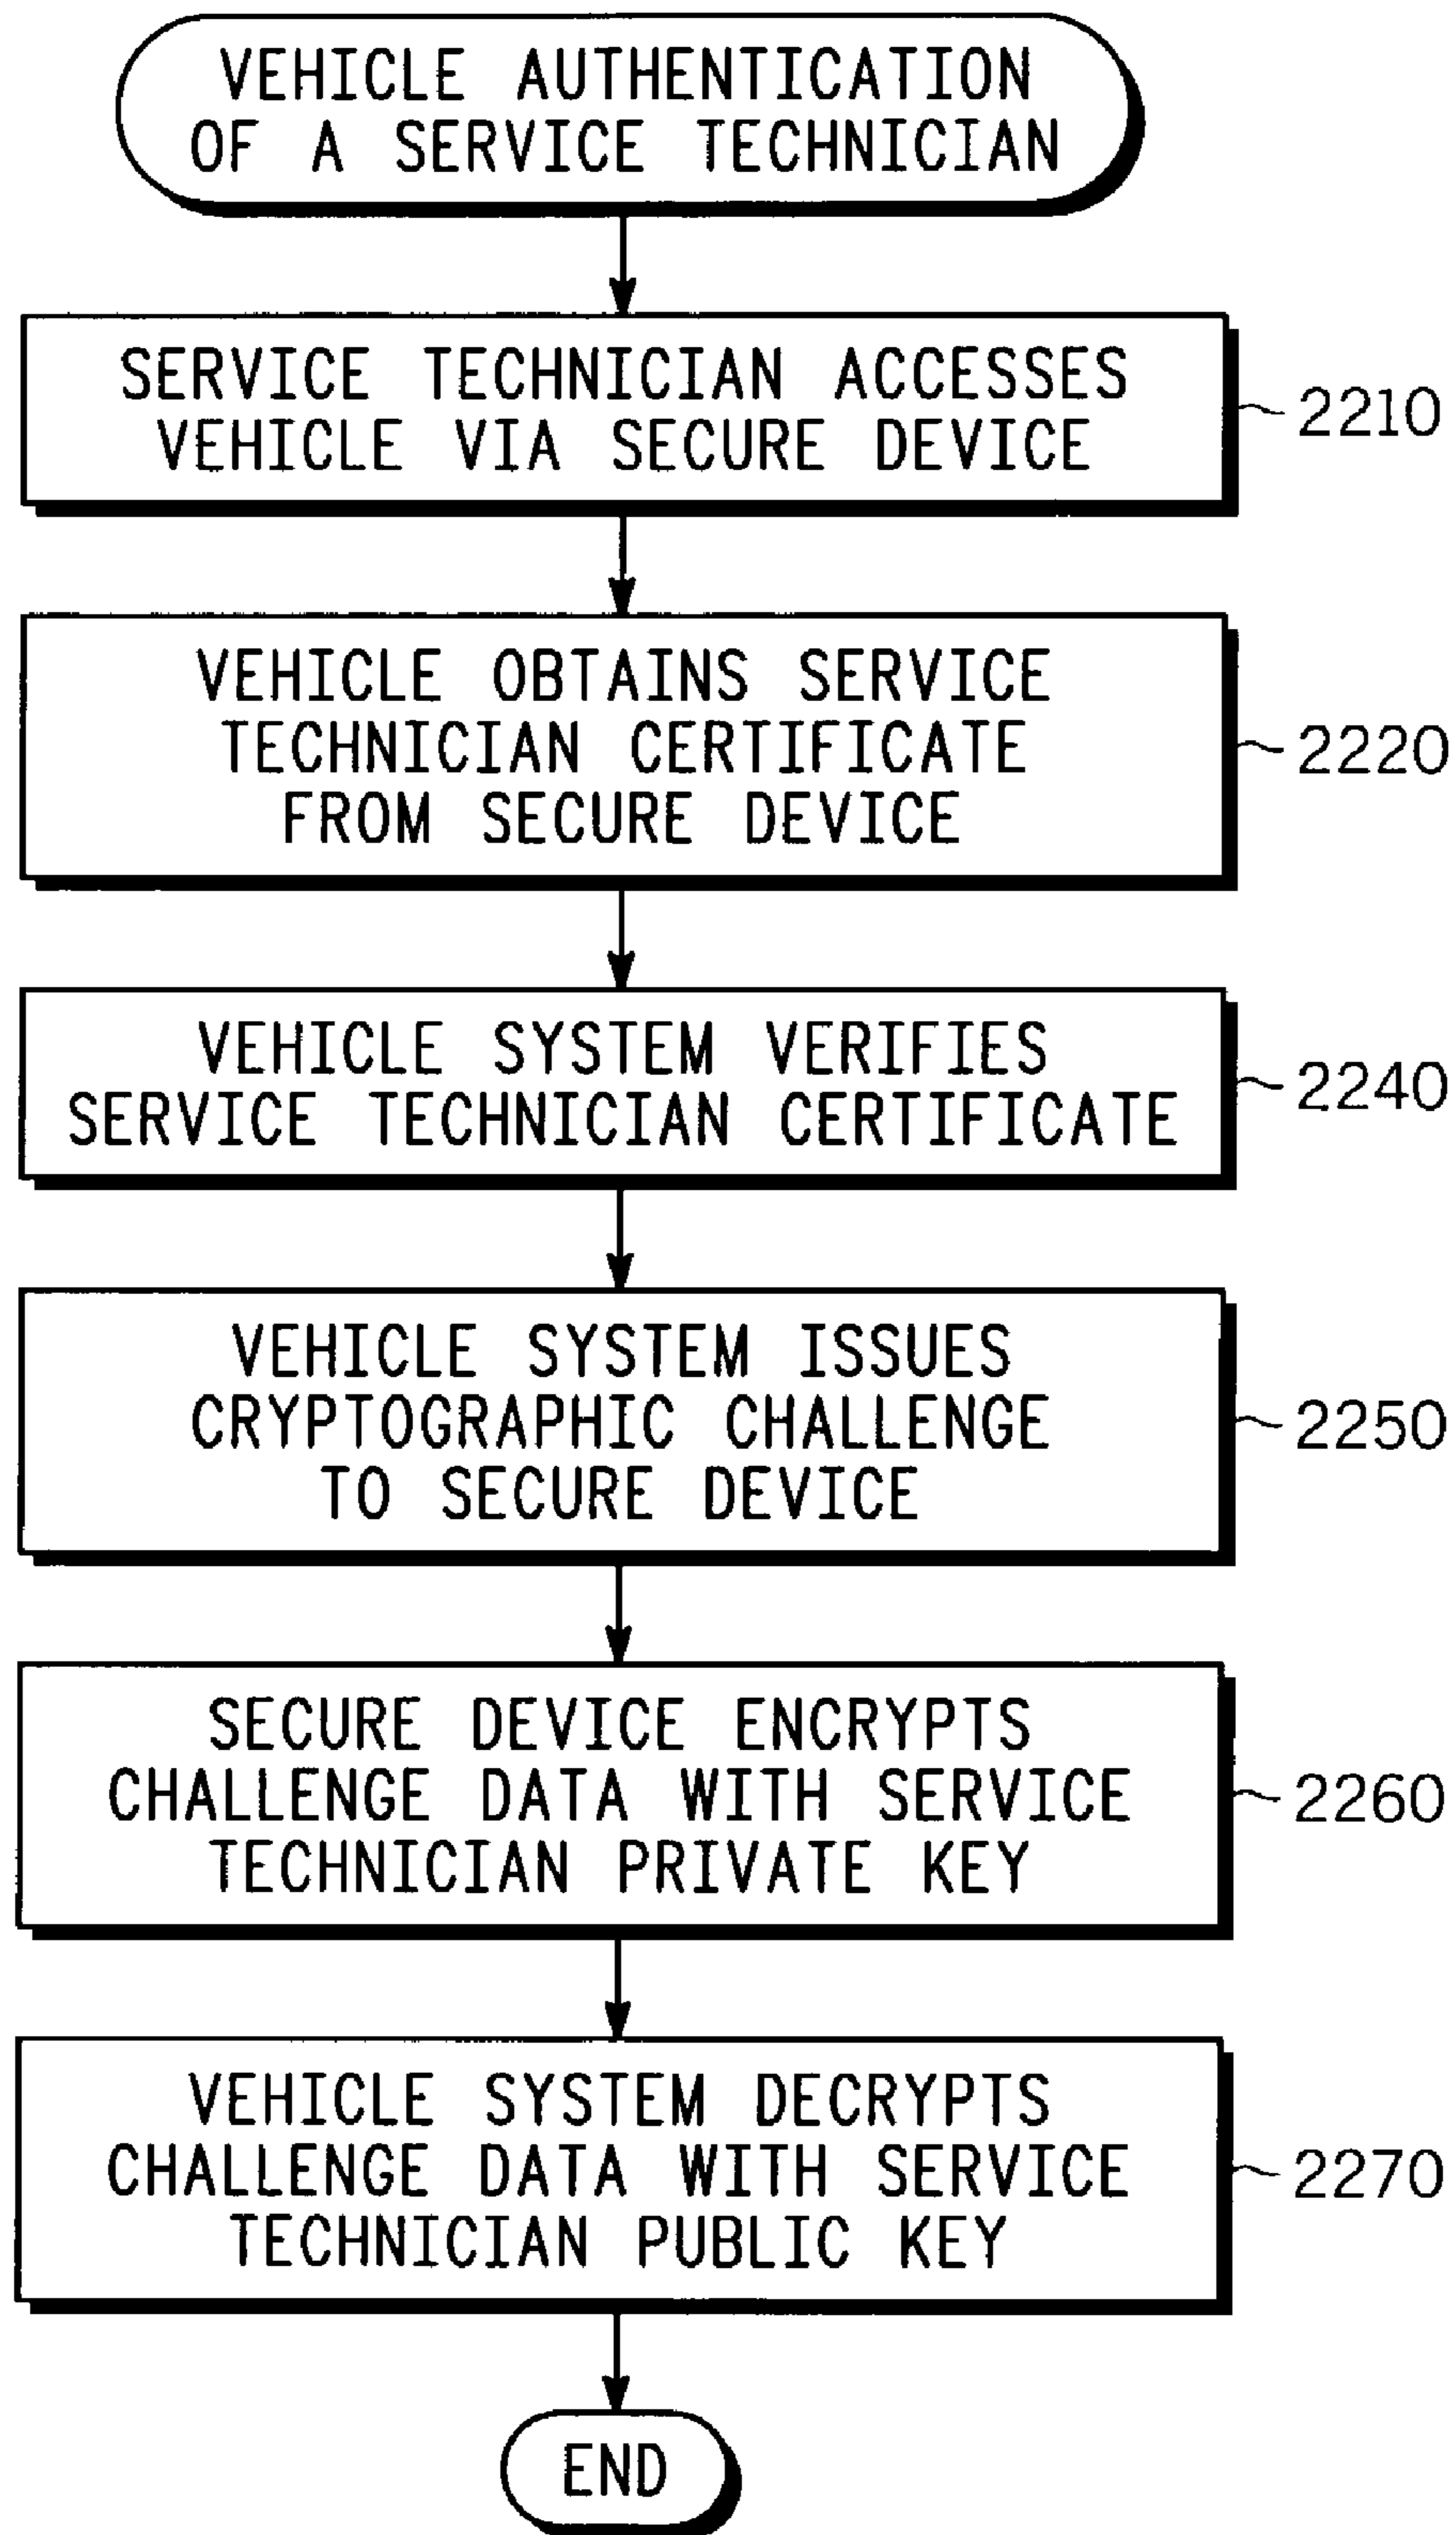 VEHICLE AUTHENTICATION
OF A SERVICE TECHNICIAN
SERVICE TECHNICIAN ACCESSES
VEHICLE VIA SECURE DEVICE
2210
VEHICLE OBTAINS SERVICE
TECHNICIAN CERTIFICATE
FROM SECURE DEVICE
2220
VEHICLE SYSTEM VERIFIES
SERVICE TECHNICIAN CERTIFICATE
2240
VEHICLE SYSTEM ISSUES
CRYPTOGRAPHIC CHALLENGE
TO SECURE DEVICE
2250
SECURE DEVICE ENCRYPTS
CHALLENGE DATA WITH SERVICE
TECHNICIAN PRIVATE KEY
2260
VEHICLE SYSTEM DECRYPTS
CHALLENGE DATA WITH SERVICE
TECHNICIAN PUBLIC KEY
2270
END